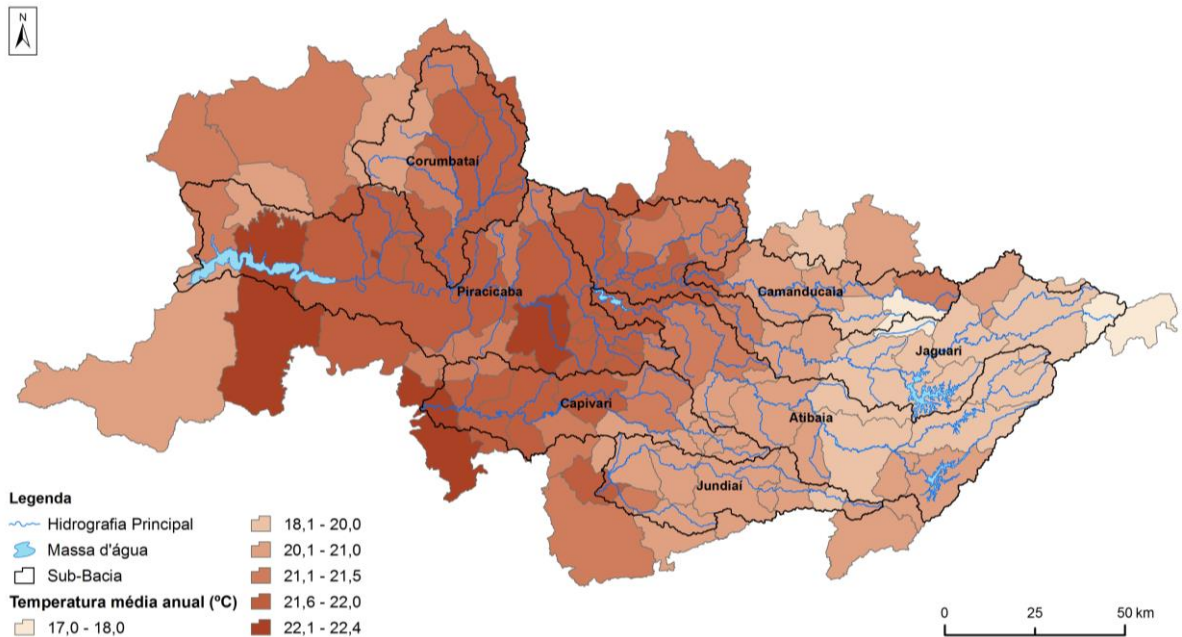 N
Corumbataí
Piracicaba
Camanducaia
Jaguari
Capivari
Atibaia
Jundiaí
Legenda
Hidrografia Principal
Massa d'água
Sub-Bacia
Temperatura média anual (ºC)
17,0 - 18,0
18,1 - 20,0
20,1 - 21,0
21,1 - 21,5
21,6 - 22,0
22,1 - 22,4
0 25 50 km